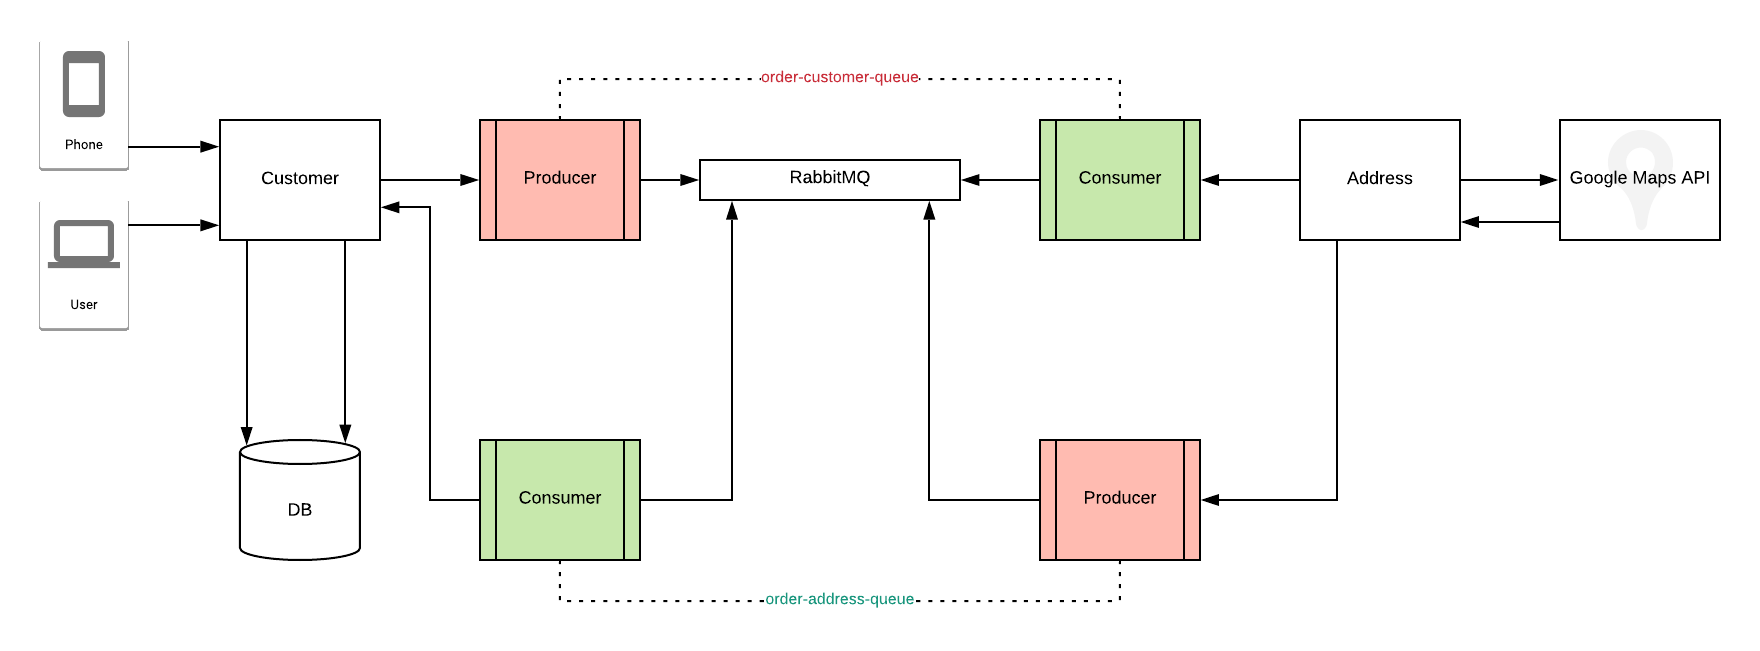 order-customer-queue
Phone
Customer
Producer
RabbitMQ
Consumer
Address
Google Maps API
User
DB
Consumer
Producer
order-address-queue